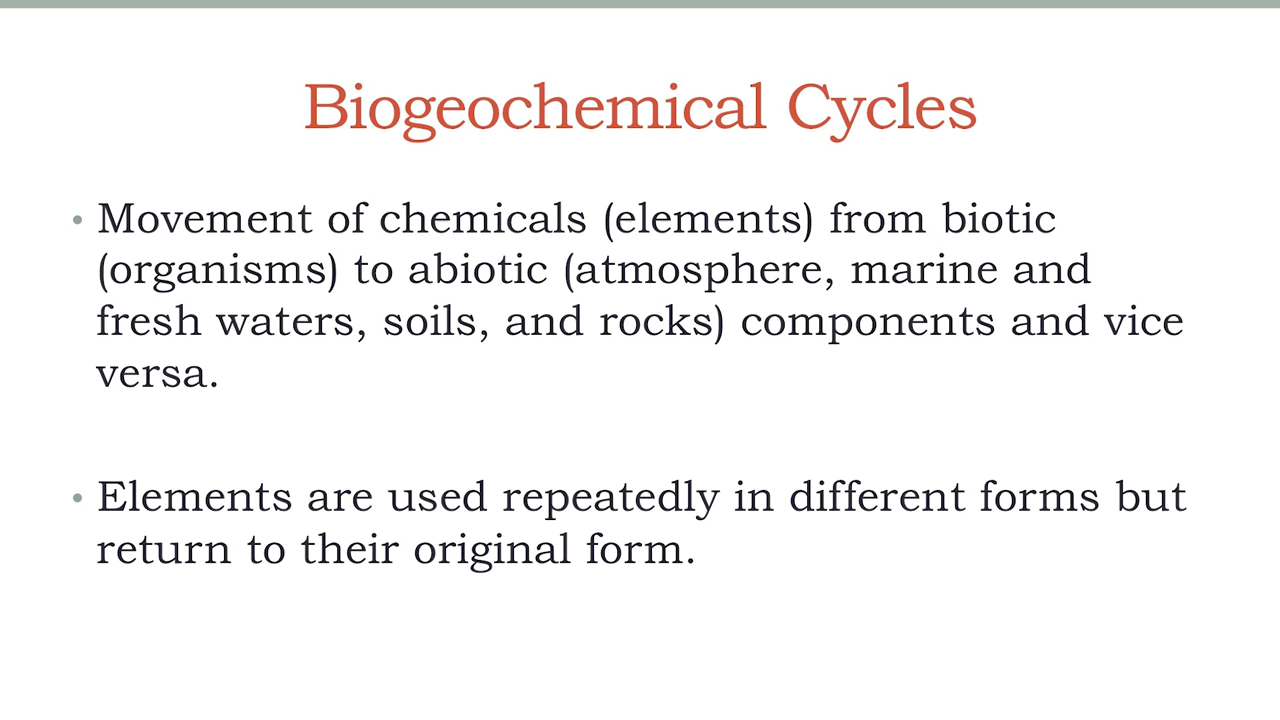 Biogeochemical Cycles
• Movement of chemicals (elements) from biotic
(organisms) to abiotic (atmosphere, marine and
fresh waters, soils, and rocks) components and vice
versa.
• Elements are used repeatedly in different forms but
return to their original form.